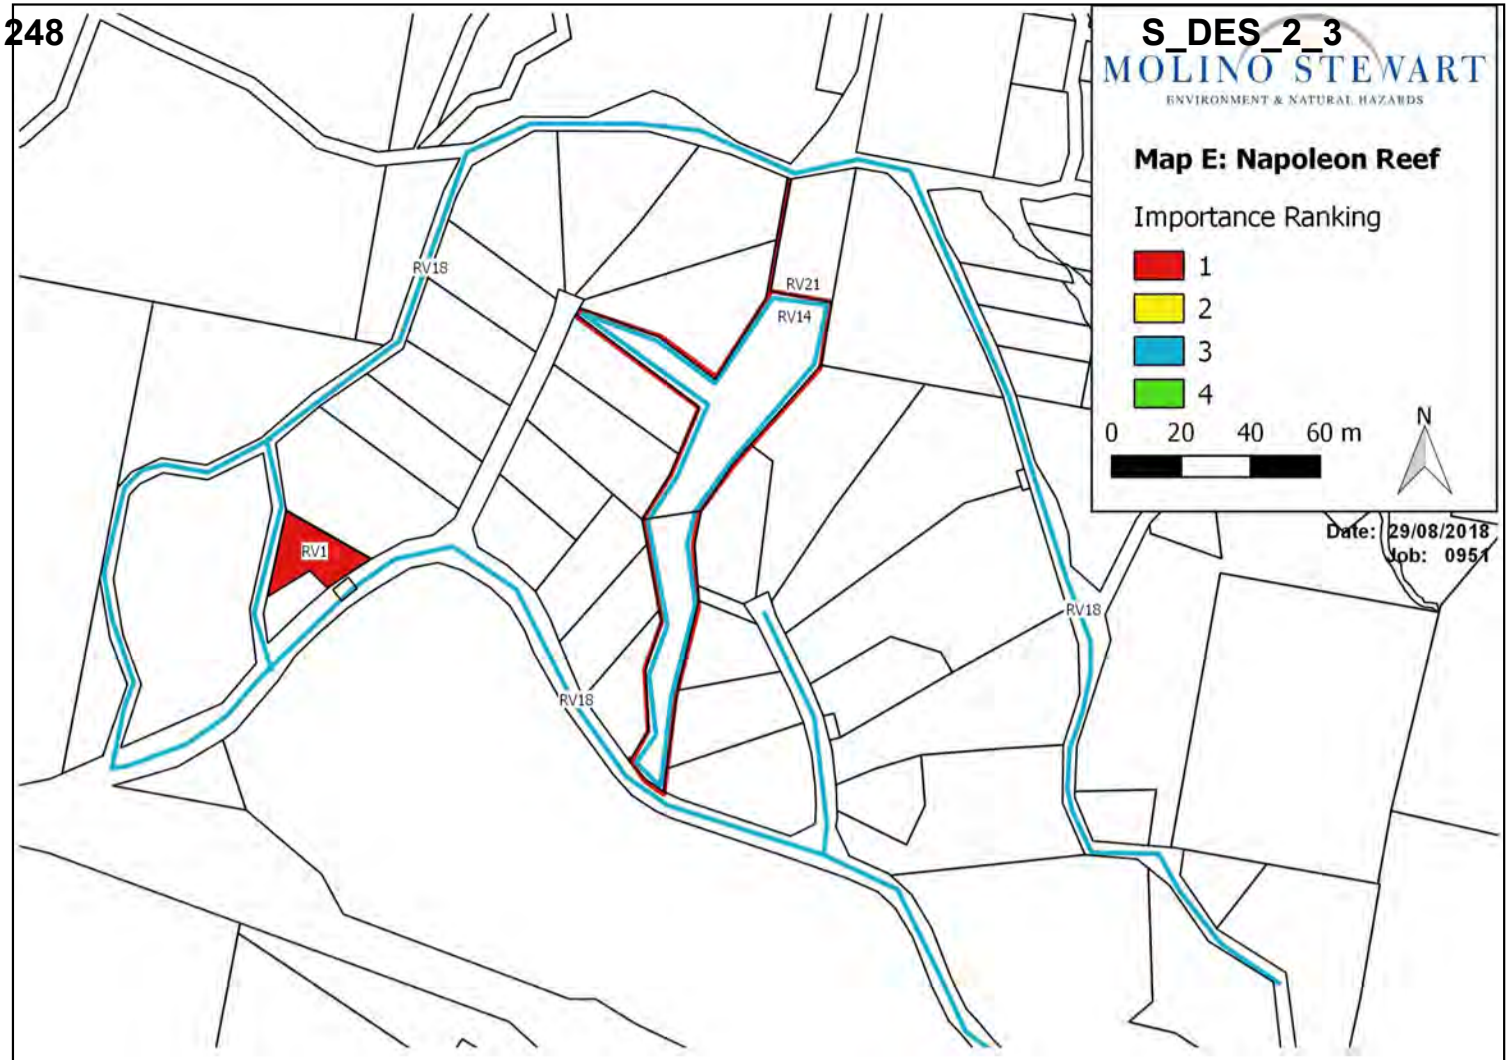 248
S_DES_2_3
MOLINO STEWART
ENVIRONMENT & NATURAL HAZARDS
Map E: Napoleon Reef
Importance Ranking
1
2
3
4
0 20 40 60 m
N
Date: 29/08/2018
Job: 0951
RV18
RV21
RV14
RV1
RV18
RV18